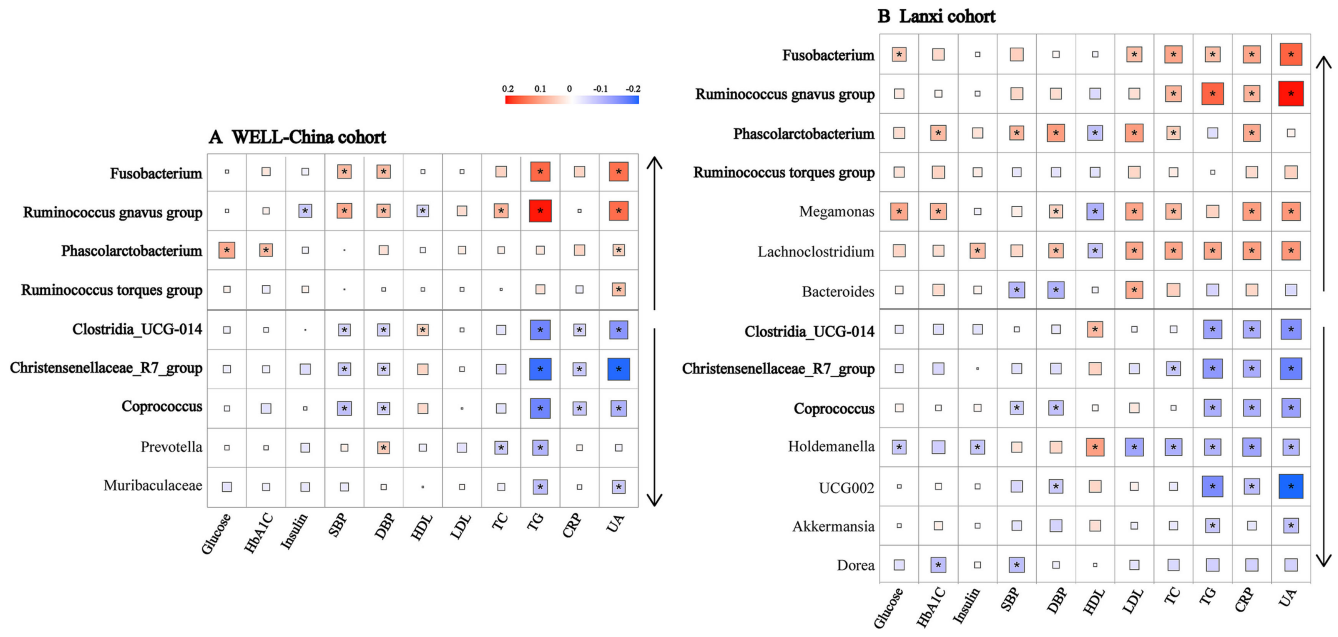 B Lanxi cohort
0.2 0.1 0 -0.1 -0.2
A WELL-China cohort
Fusobacterium
Ruminococcus gnavus group
Phascolarctobacterium
Ruminococcus torques group
Clostridia_UCG-014
Christensenellaceae_R7_group
Coprococcus
Prevotella
Muribaculaceae
Glucose HbA1C Insulin SBP DBP HDL LDL TC TG CRP UA
Fusobacterium
Ruminococcus gnavus group
Phascolarctobacterium
Ruminococcus torques group
Megamonas
Lachnoclostridium
Bacteroides
Clostridia_UCG-014
Christensenellaceae_R7_group
Coprococcus
Holdemanella
UCG002
Akkermansia
Dorea
Glucose HbA1C Insulin SBP DBP HDL LDL TC TG CRP UA